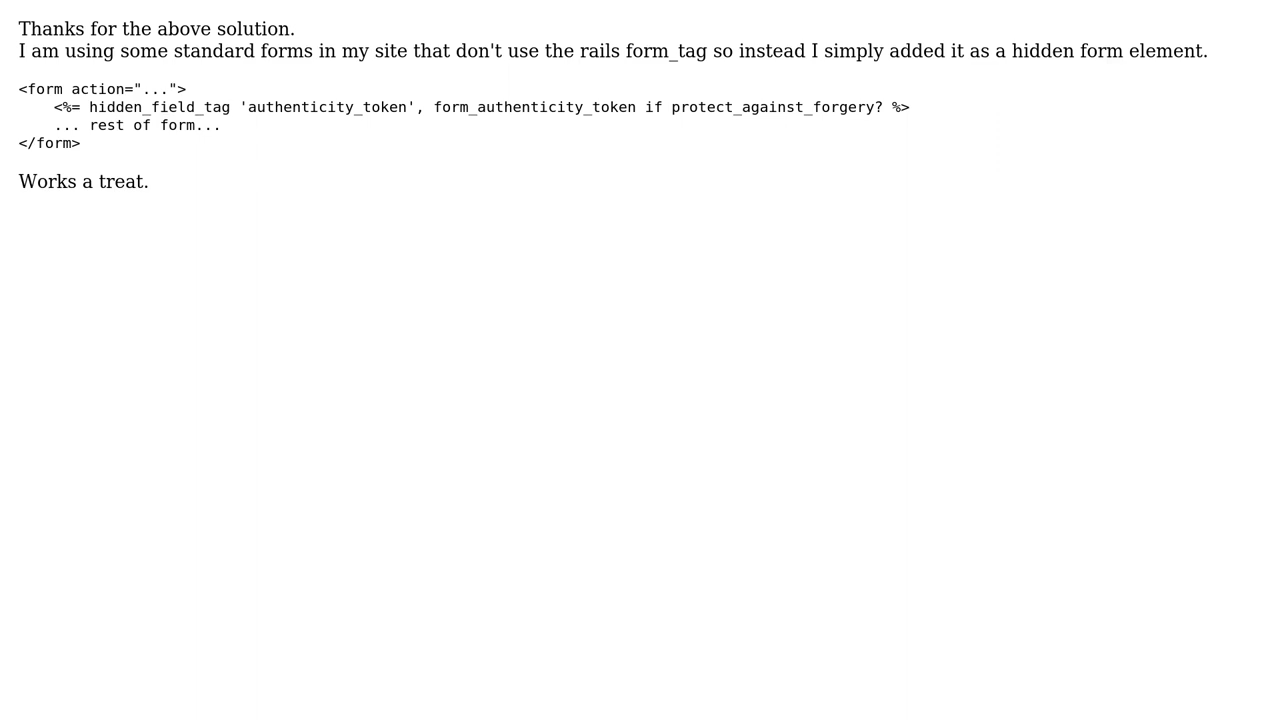 Thanks for the above solution.
I am using some standard forms in my site that don't use the rails form_tag so instead I simply added it as a hidden form element.
<form action="...">
    <%= hidden_field_tag 'authenticity_token', form_authenticity_token if protect_against_forgery? %>
    ... rest of form...
</form>
Works a treat.